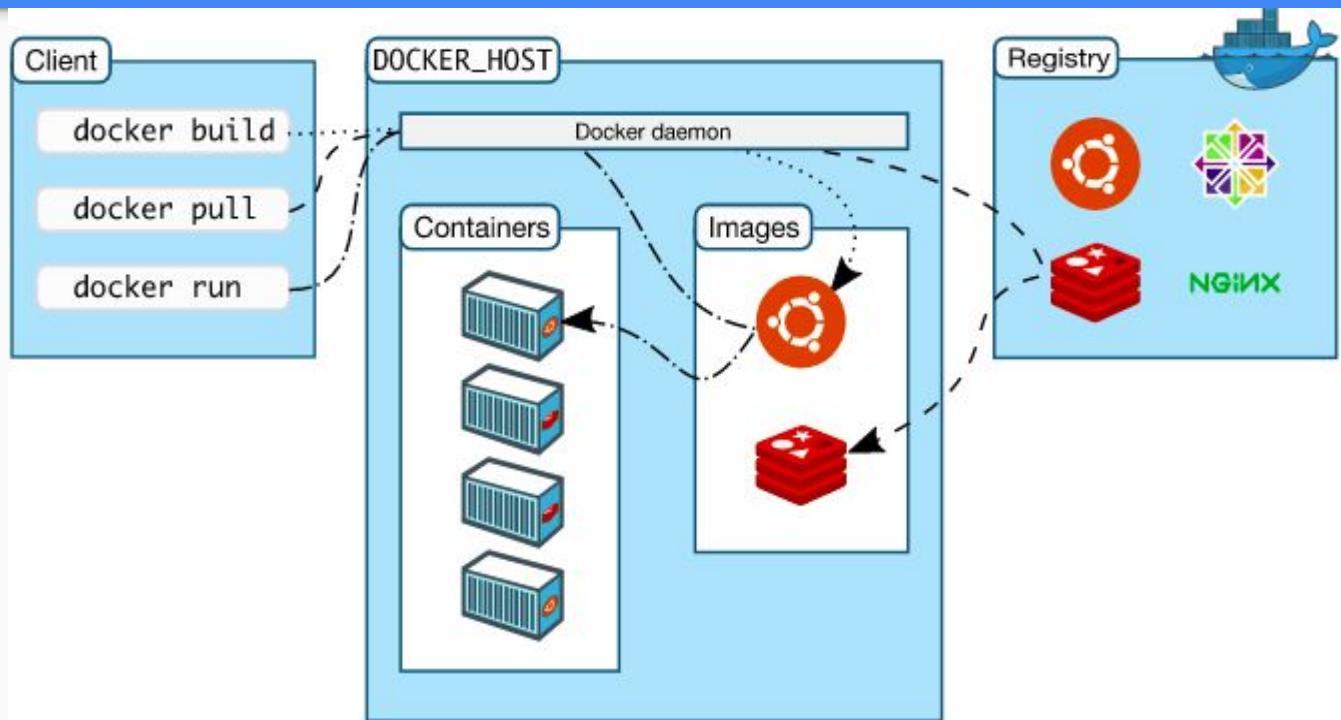 Client
docker build
docker pull
docker run
DOCKER_HOST
Docker daemon
Containers
Images
Registry
NGiNX